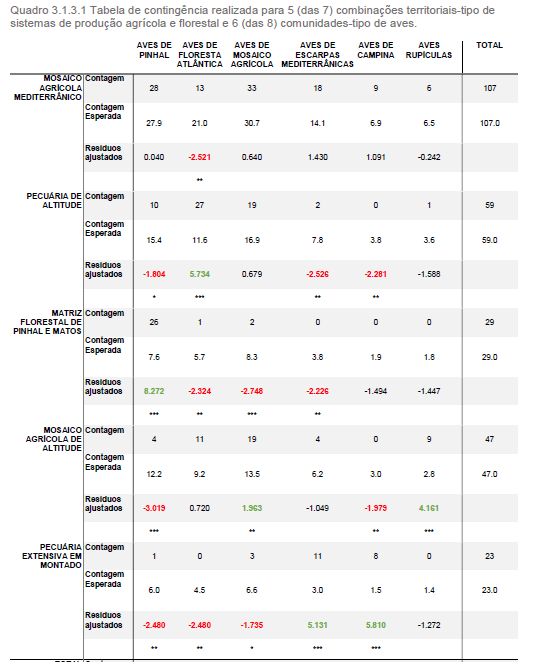 Quadro 3.1.3.1 Tabela de contingência realizada para 5 (das 7) combinações territoriais-tipo de
sistemas de produção agrícola e florestal e 6 (das 8) comunidades-tipo de aves.
AVES DE PINHAL AVES DE FLORESTA ATLÂNTICA AVES DE MOSAICO AGRÍCOLA AVES DE ESCARPAS MEDITERRÂNICAS AVES DE CAMPINA AVES RUPÍCULAS TOTAL
MOSAICO AGRÍCOLA MEDITERRÂNICO Contagem 28 13 33 18 9 6 107
Contagem Esperada 27.9 21.0 30.7 14.1 6.9 6.5 107.0
Resíduos ajustados 0.040 -2.521 0.640 1.430 1.091 -0.242
**
PECUÁRIA DE ALTITUDE Contagem 10 27 19 2 0 1 59
Contagem Esperada 15.4 11.6 16.9 7.8 3.8 3.6 59.0
Resíduos ajustados -1.804 5.734 0.679 -2.526 -2.281 -1.588
* *** ** **
MATRIZ FLORESTAL DE PINHAL E MATOS Contagem 26 1 2 0 0 0 29
Contagem Esperada 7.6 5.7 8.3 3.8 1.9 1.8 29.0
Resíduos ajustados 8.272 -2.324 -2.748 -2.226 -1.494 -1.447
*** ** *** **
MOSAICO AGRÍCOLA DE ALTITUDE Contagem 4 11 19 4 0 9 47
Contagem Esperada 12.2 9.2 13.5 6.2 3.0 2.8 47.0
Resíduos ajustados -3.019 0.720 1.963 -1.049 -1.979 4.161
*** ** ** ***
PECUÁRIA EXTENSIVA EM MONTADO Contagem 1 0 3 11 8 0 23
Contagem Esperada 6.0 4.5 6.6 3.0 1.5 1.4 23.0
Resíduos ajustados -2.480 -2.480 -1.735 5.131 5.810 -1.272
** ** * *** ***